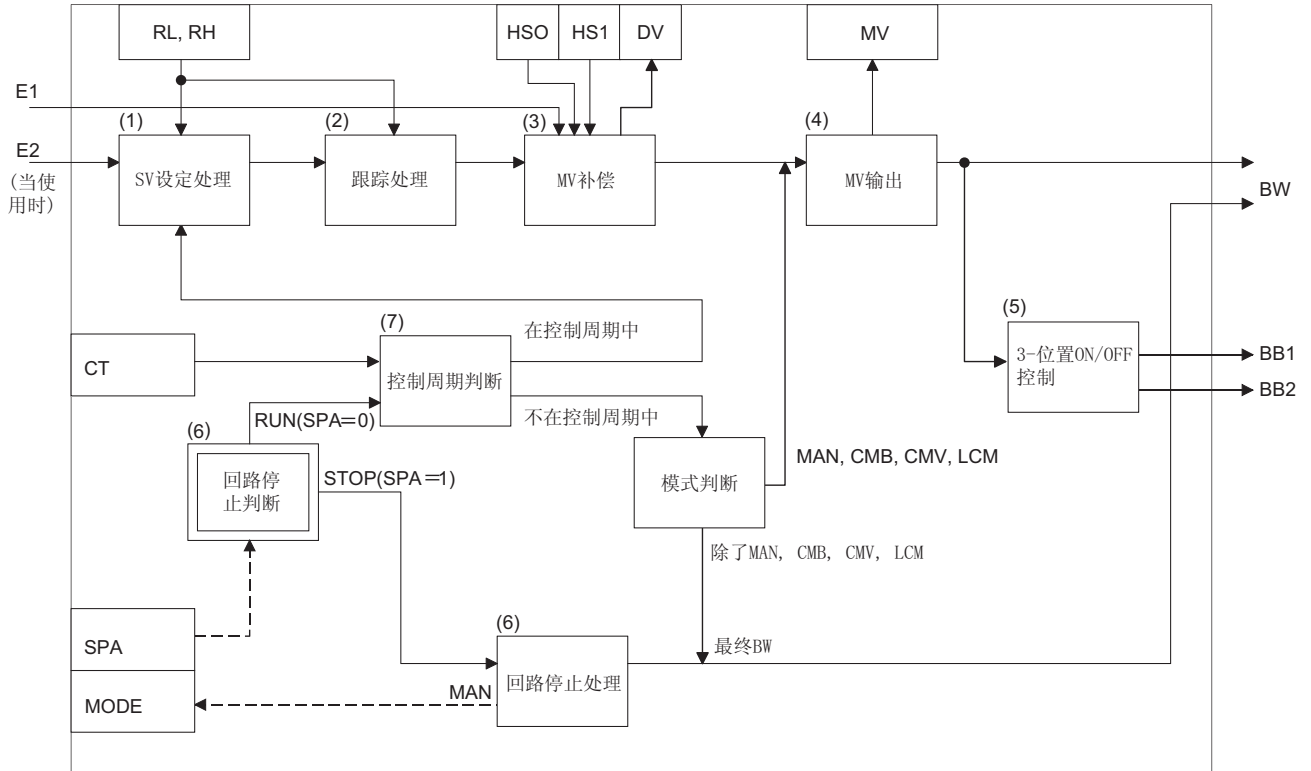 RL, RH
HS0
HS1
DV
MV
E1
(1)
(2)
(3)
(4)
E2
(当使
用时)
SV设定处理
跟踪处理
MV补偿
MV输出
BW
(5)
3-位置ON/OFF
控制
BB1
BB2
(7)
在控制周期中
CT
控制周期判断
RUN(SPA=0)
不在控制周期中
(6)
回路停
止判断
STOP(SPA=1)
模式判断
MAN, CMB, CMV, LCM
除了MAN, CMB, CMV, LCM
SPA
(6)
最终BW
MODE
MAN
回路停止处理